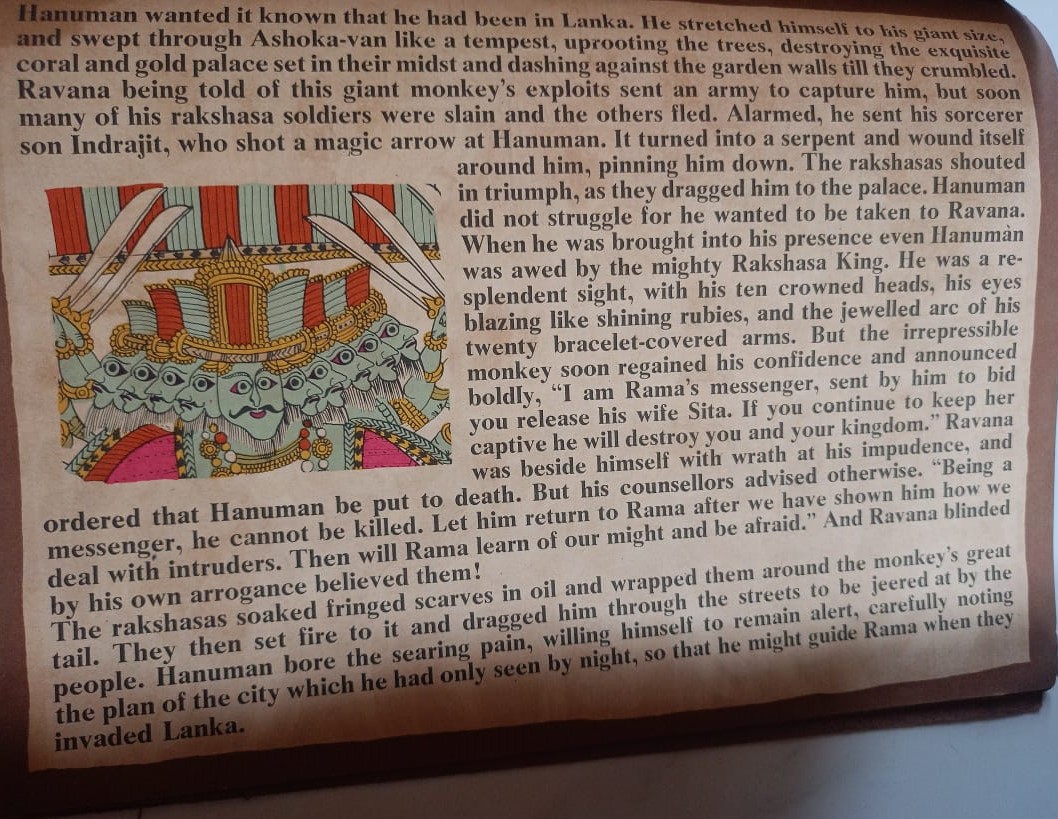 Hanuman wanted it known that he had been in Lanka. He stretched himself to his giant size,
and swept through Ashoka-van like a tempest, uprooting the trees, destroying the exquisite
coral and gold palace set in their midst and dashing against the garden walls till they crumbled.
Ravana being told of this giant monkey's exploits sent an army to capture him, but soon
many of his rakshasa soldiers were slain and the others fled. Alarmed, he sent his sorcerer
son Indrajit, who shot a magic arrow at Hanuman. It turned into a serpent and wound itself
around him, pinning him down. The rakshasas shouted
in triumph, as they dragged him to the palace. Hanuman
did not struggle for he wanted to be taken to Ravana.
When he was brought into his presence even Hanumàn
was awed by the mighty Rakshasa King. He was a re-
splendent sight, with his ten crowned heads, his eyes
blazing like shining rubies, and the jewelled arc of his
twenty bracelet-covered arms. But the irrepressible
monkey soon regained his confidence and announced
boldly, “I am Rama's messenger, sent by him to bid
you release his wife Sita. If you continue to keep her
captive he will destroy you and your kingdom.” Ravana
was beside himself with wrath at his impudence, and
ordered that Hanuman be put to death. But his counsellors advised otherwise. “Being a
messenger, he cannot be killed. Let him return to Rama after we have shown him how we
deal with intruders. Then will Rama learn of our might and be afraid.” And Ravana blinded
by his own arrogance believed them!
The rakshasas soaked fringed scarves in oil and wrapped them around the monkey's great
tail. They then set fire to it and dragged him through the streets to be jeered at by the
people. Hanuman bore the searing pain, willing himself to remain alert, carefully noting
the plan of the city which he had only seen by night, so that he might guide Rama when they
invaded Lanka.